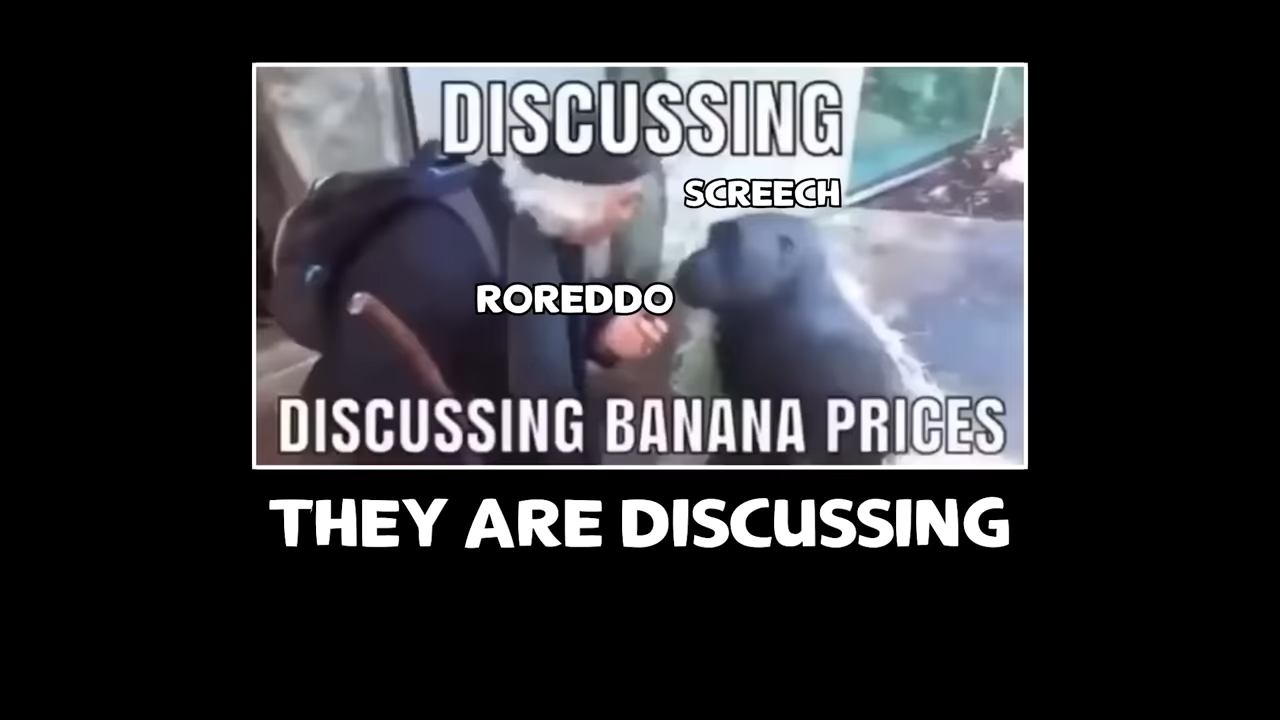 DISCUSSING
SCREECH
ROREDDO
DISCUSSING BANANA PRICES
THEY ARE DISCUSSING